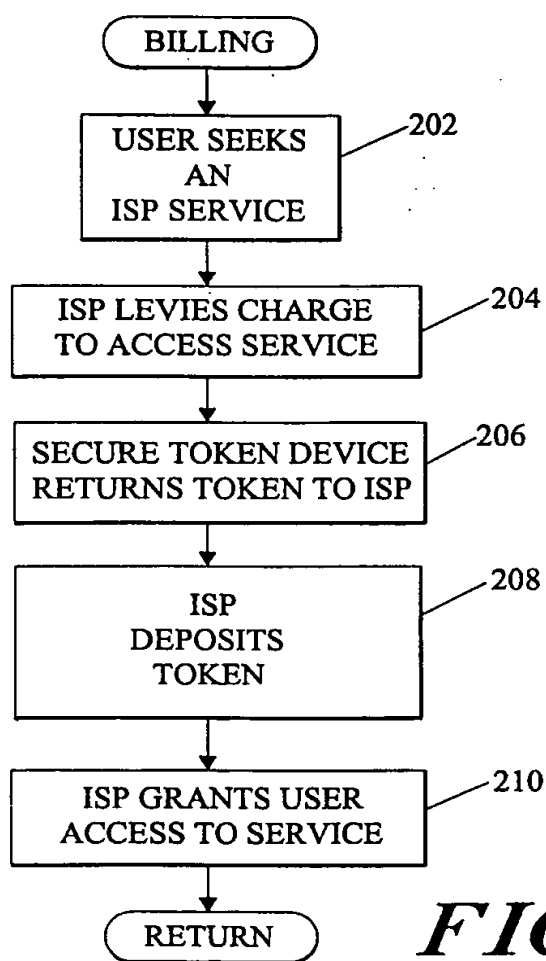 BILLING
USER SEEKS
AN
ISP SERVICE
202
ISP LEVIES CHARGE
TO ACCESS SERVICE
204
SECURE TOKEN DEVICE
RETURNS TOKEN TO ISP
206
ISP
DEPOSITS
TOKEN
208
ISP GRANTS USER
ACCESS TO SERVICE
210
RETURN